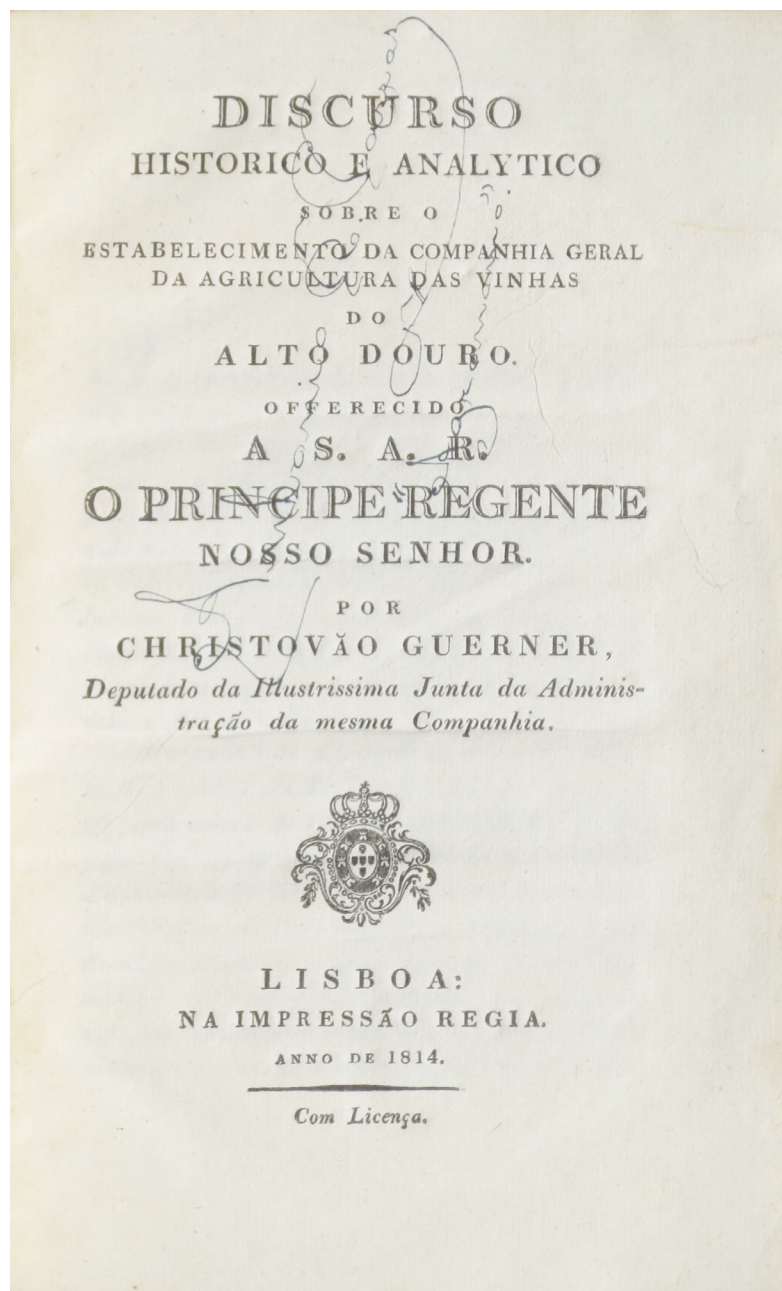 DISCURSO
HISTORICO E ANALYTICO
SOBRE O
ESTABELECIMENTO DA COMPANHIA GERAL
DA AGRICULTURA DAS VINHAS
DO
ALTO DOURO.
OFFERECIDO
A S. A. R.
O PRINCIPE REGENTE
NOSSO SENHOR.
POR
CHRISTOVÃO GUERNER,
Deputado da Illustrissima Junta da Adminis-
tração da mesma Companhia.
LISBOA:
NA IMPRESSÃO REGIA.
ANNO DE 1814.
Com Licença.